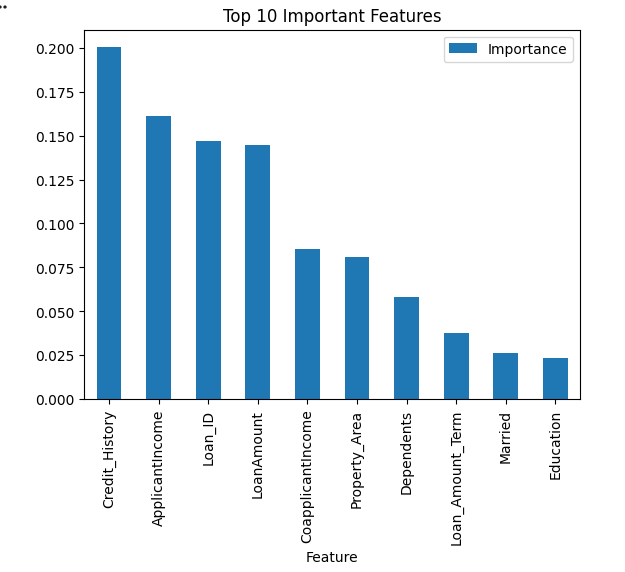 Top 10 Important Features
Importance
0.200
0.175
0.150
0.125
0.100
0.075
0.050
0.025
0.000
Credit_History
ApplicantIncome
Loan_ID
LoanAmount
CoapplicantIncome
Property_Area
Dependents
Loan_Amount_Term
Married
Education
Feature